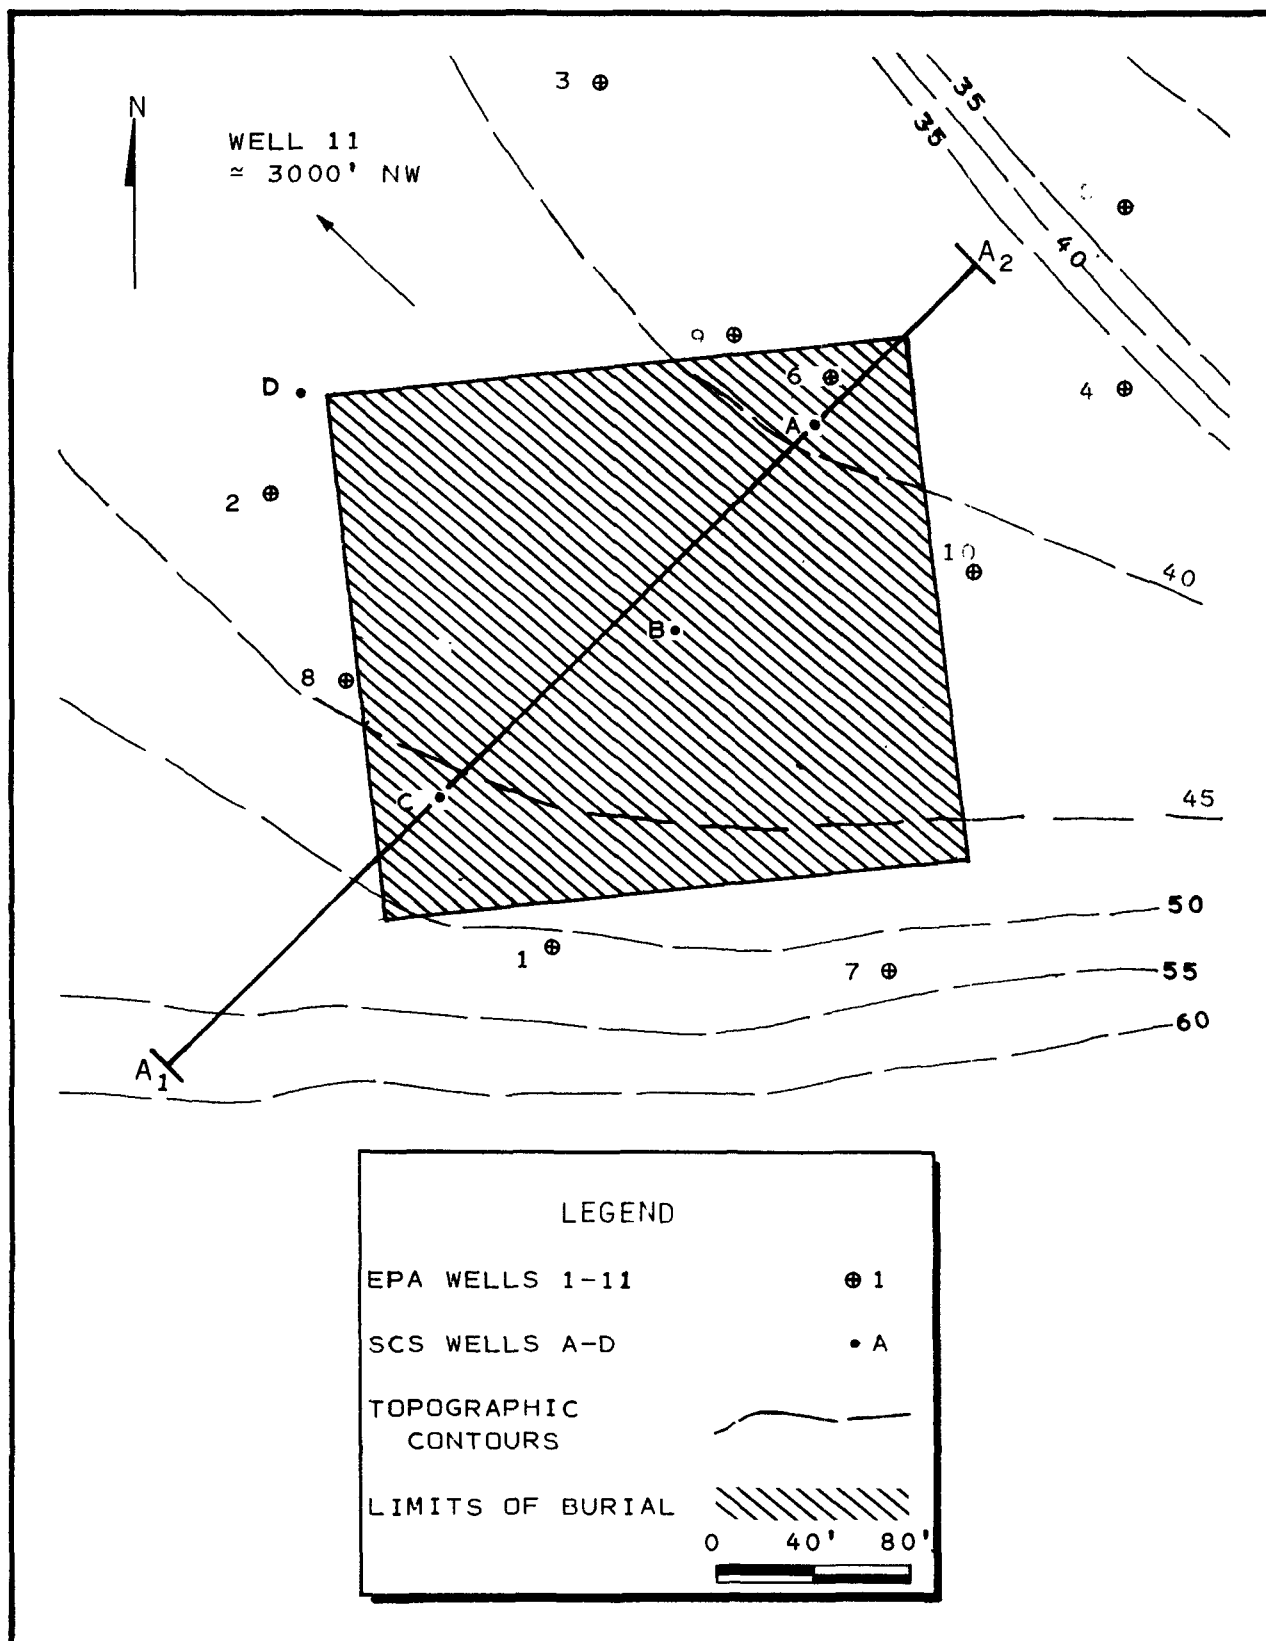 3
N
WELL 11
≃ 3000' NW
35
35
40
A2
9
D
6
4
A
2
10
40
B
8
C
45
50
1
7
55
60
A1
LEGEND
EPA WELLS 1-11
1
SCS WELLS A-D
A
TOPOGRAPHIC
CONTOURS
LIMITS OF BURIAL
0 40' 80'